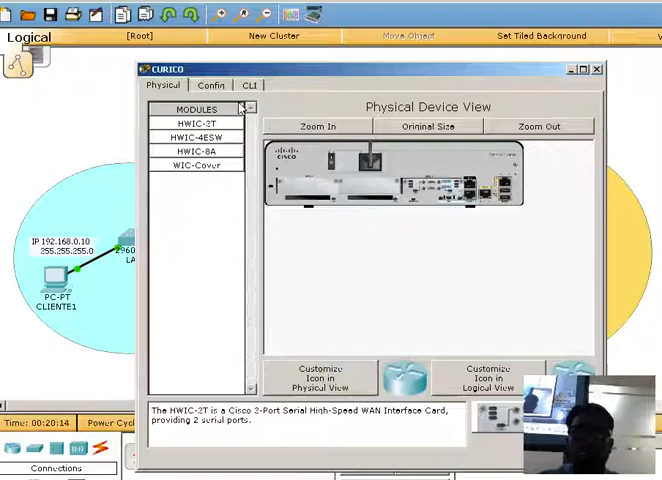 Logical
[Root]
New Cluster
Move Object
Set Tiled Background
CURICO
Physical
Config
CLI
MODULES
HWIC-2T
HWIC-4ESW
HWIC-8A
WIC-Cover
Physical Device View
Zoom In
Original Size
Zoom Out
CISCO
IP 192.168.0.10
255.255.255.0
2960
LA
PC-PT
CLIENTE1
Customize
Icon in
Physical View
Customize
Icon in
Logical View
The HWIC-2T is a Cisco 2-Port Serial High-Speed WAN Interface Card,
providing 2 serial ports.
Time: 00:20:14
Power Cyc
Connections